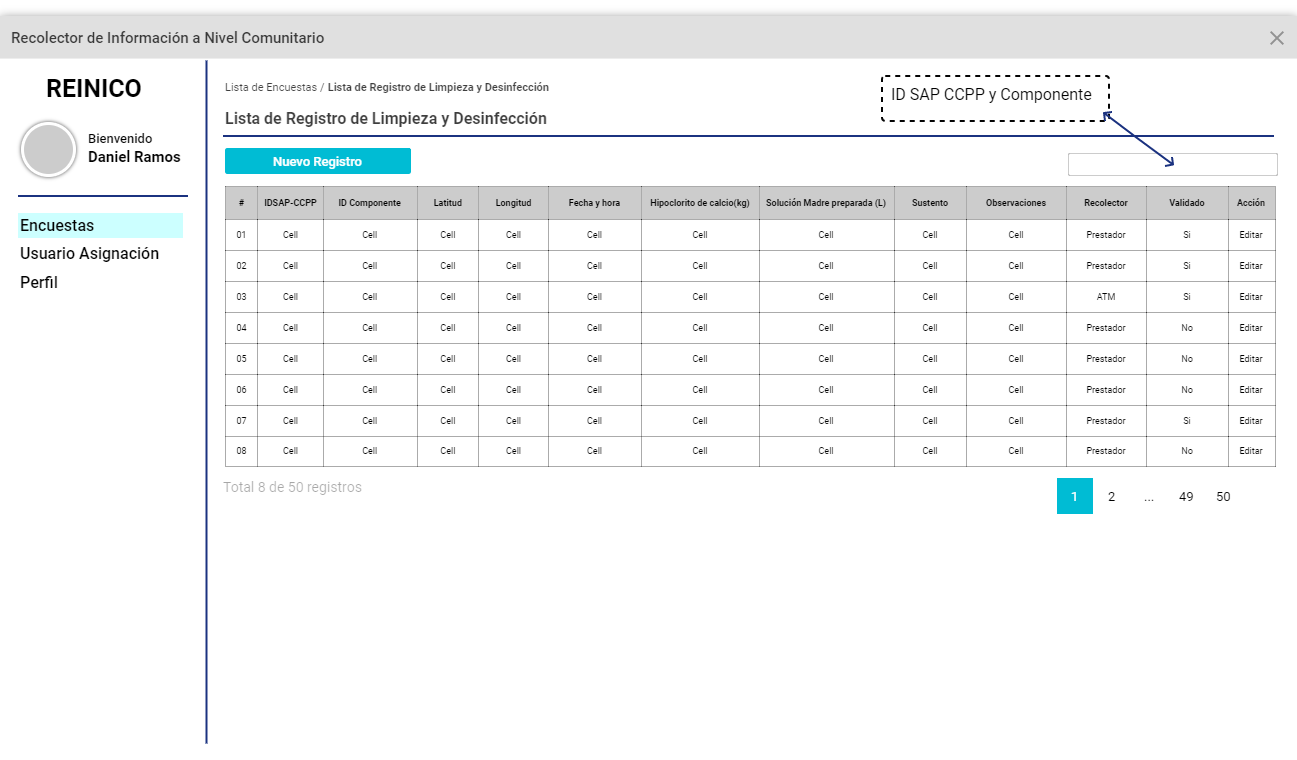 Recolector de Información a Nivel Comunitario
REINICO
Bienvenido
Daniel Ramos
Encuestas
Usuario Asignación
Perfil
Lista de Encuestas / Lista de Registro de Limpieza y Desinfección
Lista de Registro de Limpieza y Desinfección
ID SAP CCPP y Componente
Nuevo Registro
# IDSAP-CCPP ID Componente Latitud Longitud Fecha y hora Hipoclorito de calcio(kg) Solución Madre preparada (L) Sustento Observaciones Recolector Validado Acción
01 Cell Cell Cell Cell Cell Cell Cell Cell Cell Prestador Si Editar
02 Cell Cell Cell Cell Cell Cell Cell Cell Cell Prestador Si Editar
03 Cell Cell Cell Cell Cell Cell Cell Cell Cell ATM Si Editar
04 Cell Cell Cell Cell Cell Cell Cell Cell Cell Prestador No Editar
05 Cell Cell Cell Cell Cell Cell Cell Cell Cell Prestador No Editar
06 Cell Cell Cell Cell Cell Cell Cell Cell Cell Prestador No Editar
07 Cell Cell Cell Cell Cell Cell Cell Cell Cell Prestador Si Editar
08 Cell Cell Cell Cell Cell Cell Cell Cell Cell Prestador No Editar
Total 8 de 50 registros
1 2 ... 49 50